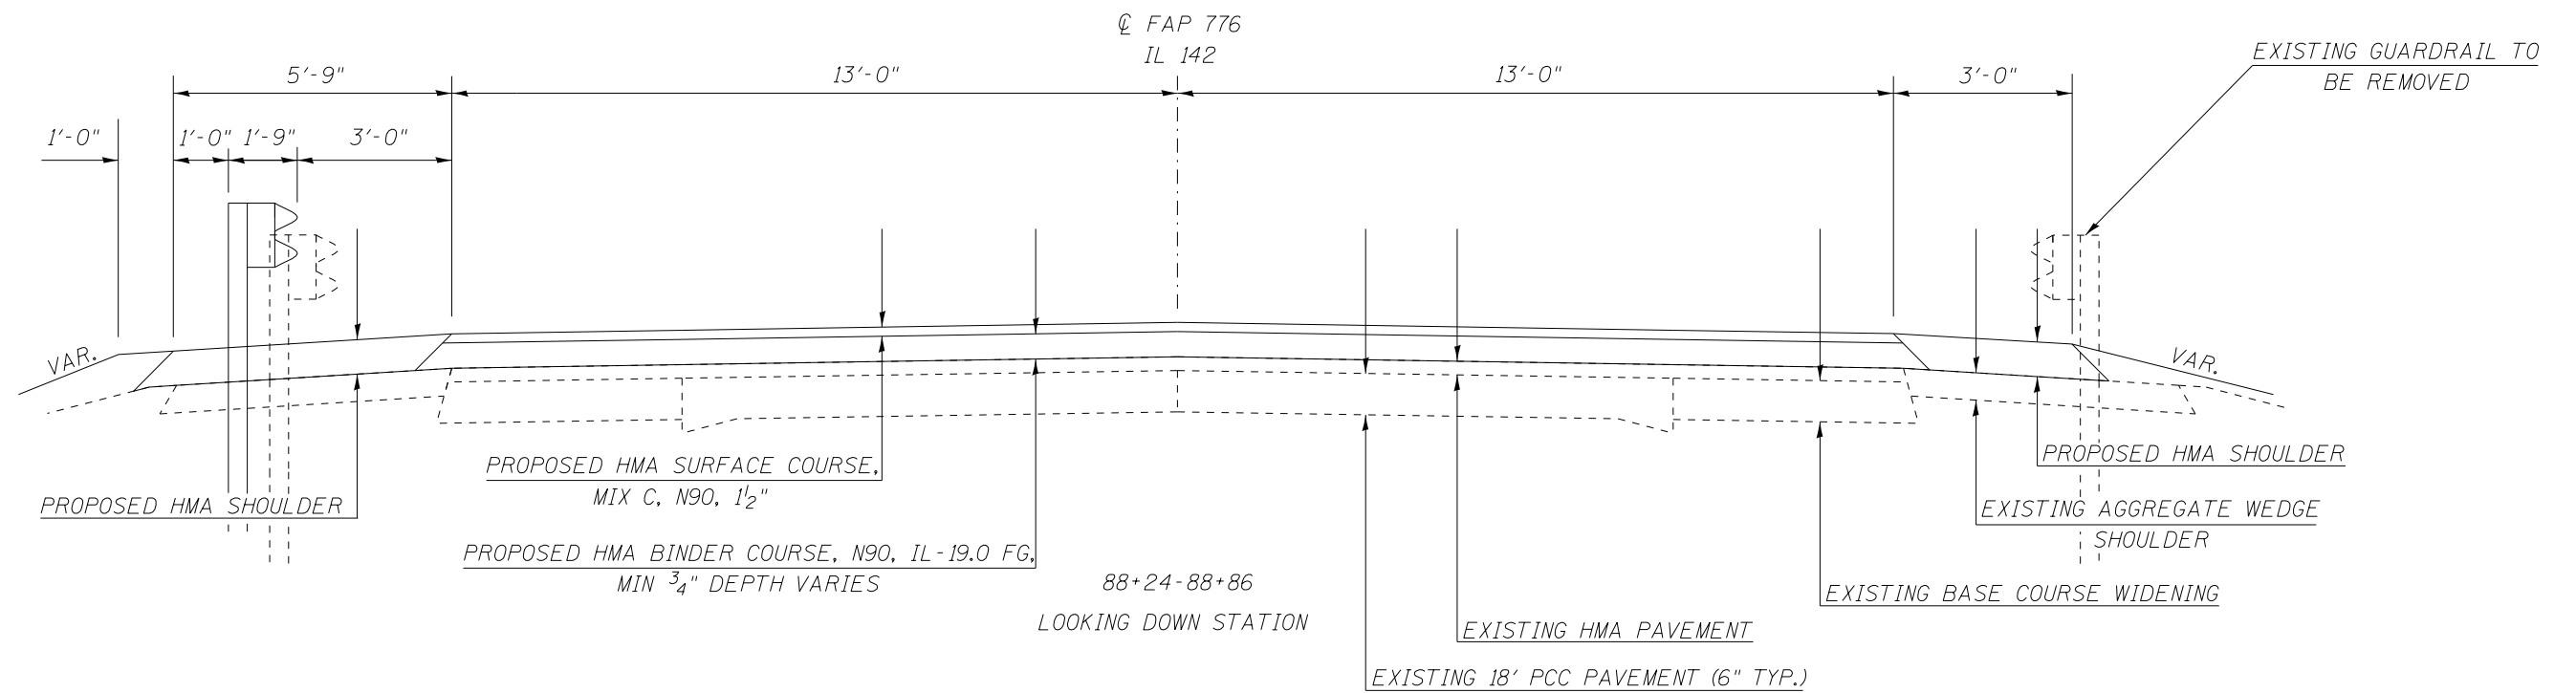 ℄ FAP 776
IL 142
EXISTING GUARDRAIL TO
BE REMOVED
5'-9"
13'-0"
13'-0"
3'-0"
1'-0"
1'-0"
1'-9"
3'-0"
VAR.
VAR.
PROPOSED HMA SHOULDER
PROPOSED HMA SURFACE COURSE,
MIX C, N90, 1½"
PROPOSED HMA SHOULDER
EXISTING AGGREGATE WEDGE
SHOULDER
PROPOSED HMA BINDER COURSE, N90, IL-19.0 FG,
MIN ¾" DEPTH VARIES
88+24-88+86
LOOKING DOWN STATION
EXISTING BASE COURSE WIDENING
EXISTING HMA PAVEMENT
EXISTING 18' PCC PAVEMENT (6" TYP.)